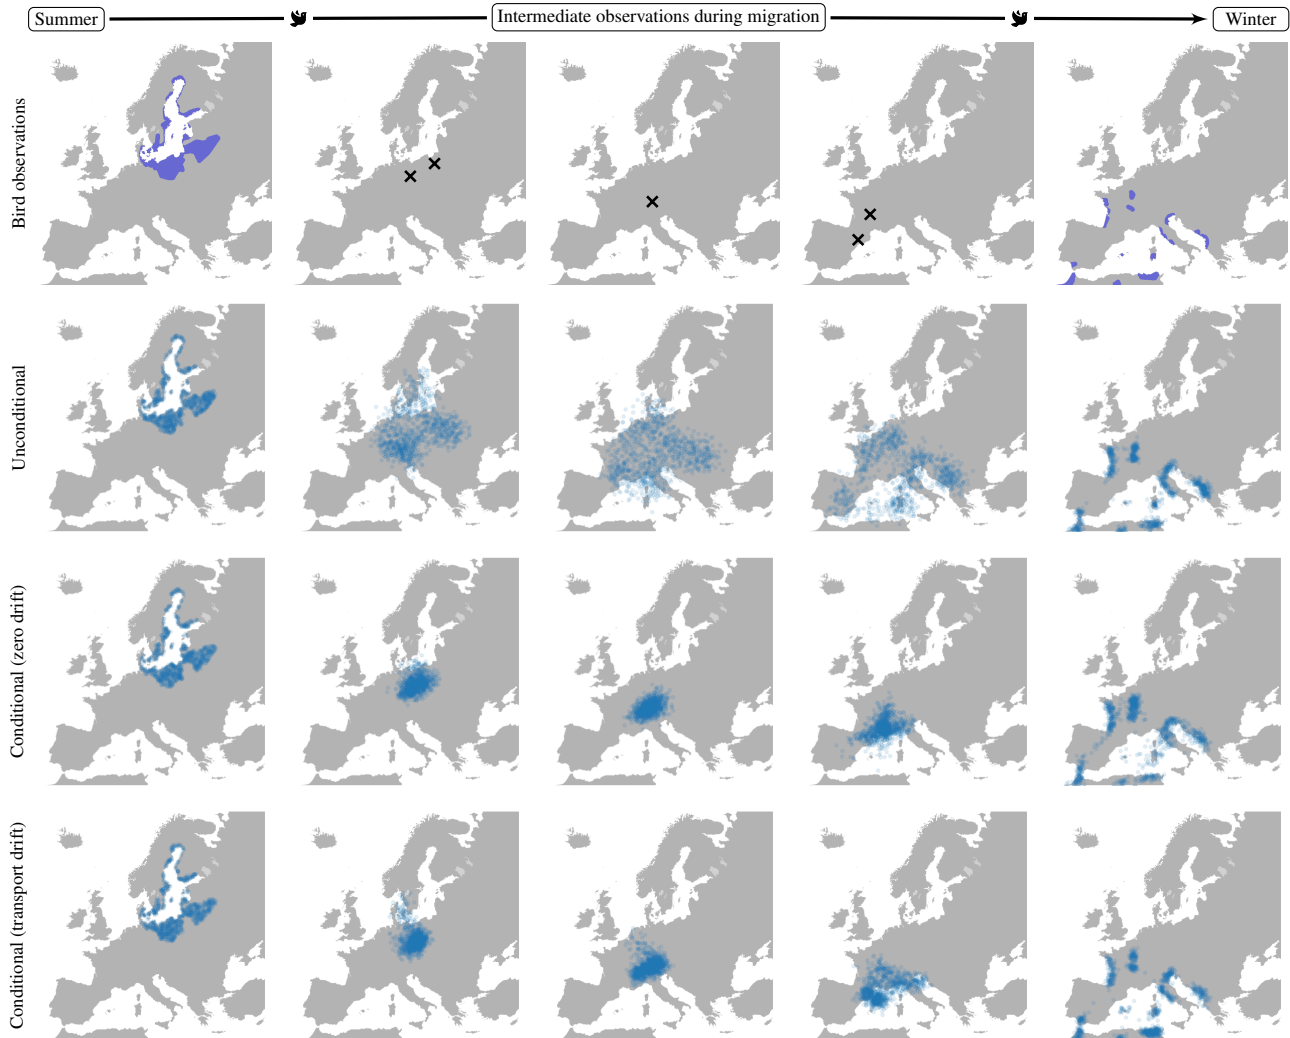 Summer
Intermediate observations during migration
Winter
Bird observations
Unconditional
Conditional (zero drift)
Conditional (transport drift)